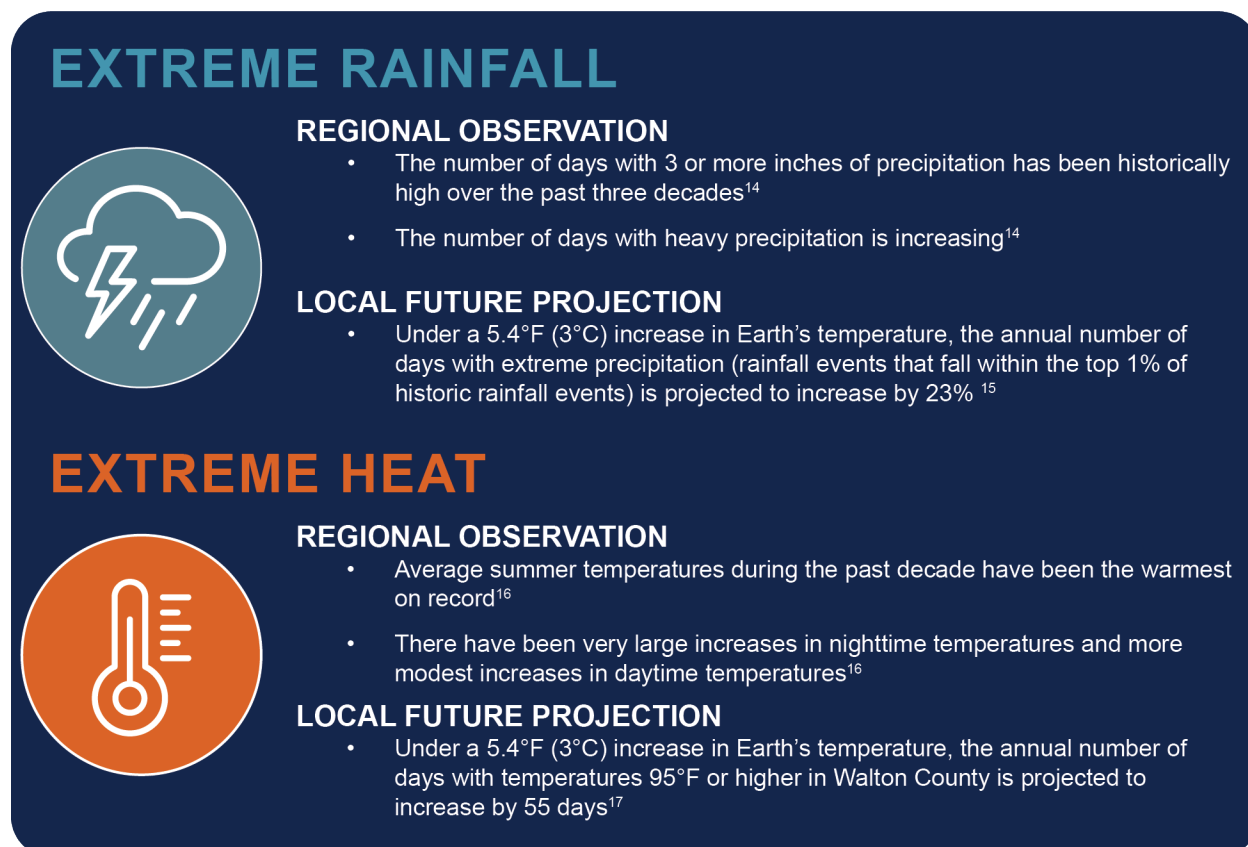 EXTREME RAINFALL
REGIONAL OBSERVATION
• The number of days with 3 or more inches of precipitation has been historically
high over the past three decades¹⁴
• The number of days with heavy precipitation is increasing¹⁴
LOCAL FUTURE PROJECTION
• Under a 5.4°F (3°C) increase in Earth’s temperature, the annual number of
days with extreme precipitation (rainfall events that fall within the top 1% of
historic rainfall events) is projected to increase by 23% ¹⁵
EXTREME HEAT
REGIONAL OBSERVATION
• Average summer temperatures during the past decade have been the warmest
on record¹⁶
• There have been very large increases in nighttime temperatures and more
modest increases in daytime temperatures¹⁶
LOCAL FUTURE PROJECTION
• Under a 5.4°F (3°C) increase in Earth’s temperature, the annual number of
days with temperatures 95°F or higher in Walton County is projected to
increase by 55 days¹⁷